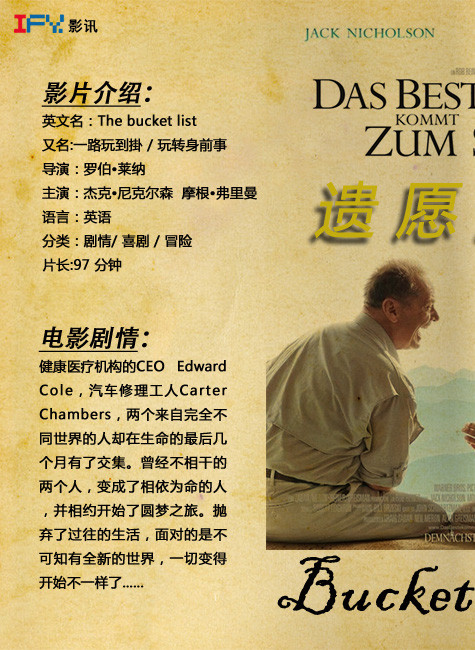 IFY. 影讯
JACK NICHOLSON
影片介绍：
英文名：The bucket list
又名:一路玩到掛 / 玩转身前事
导演：罗伯•莱纳
主演：杰克•尼克尔森 摩根•弗里曼
语言：英语
分类：剧情/ 喜剧 / 冒险
片长:97 分钟
DAS BEST
KOMMT
ZUM S
遗愿
电影剧情：
健康医疗机构的CEO Edward
Cole，汽车修理工人Carter
Chambers，两个来自完全不
同世界的人却在生命的最后几
个月有了交集。曾经不相干的
两个人，变成了相依为命的人
，并相约开始了圆梦之旅。抛
弃了过往的生活，面对的是不
可知有全新的世界，一切变得
开始不一样了......
DEMNÄCHST
Bucket